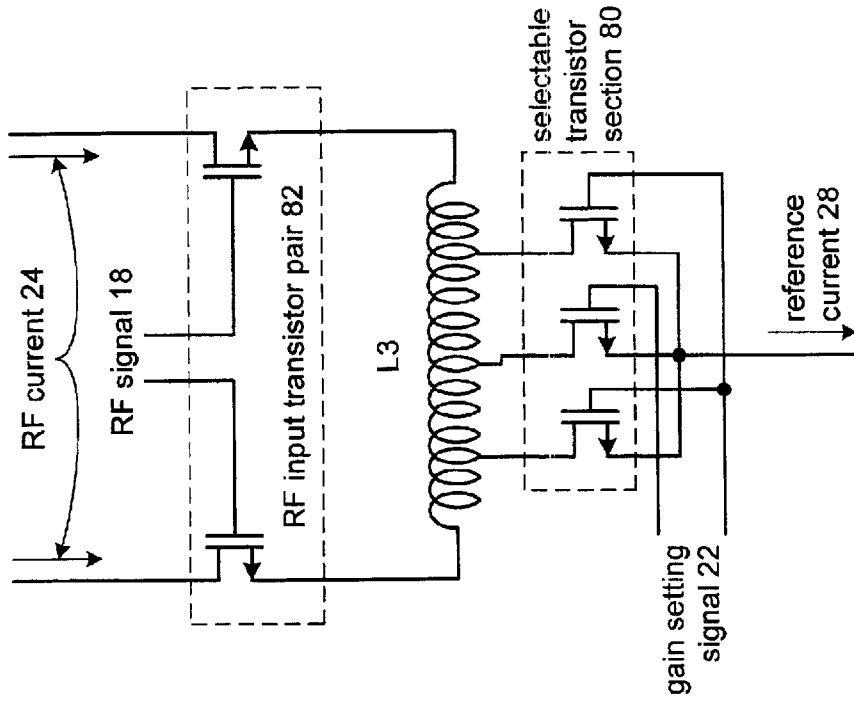 RF current 24
RF signal 18
RF input transistor pair 82
L3
selectable
transistor
section 80
gain setting
signal 22
reference
current 28